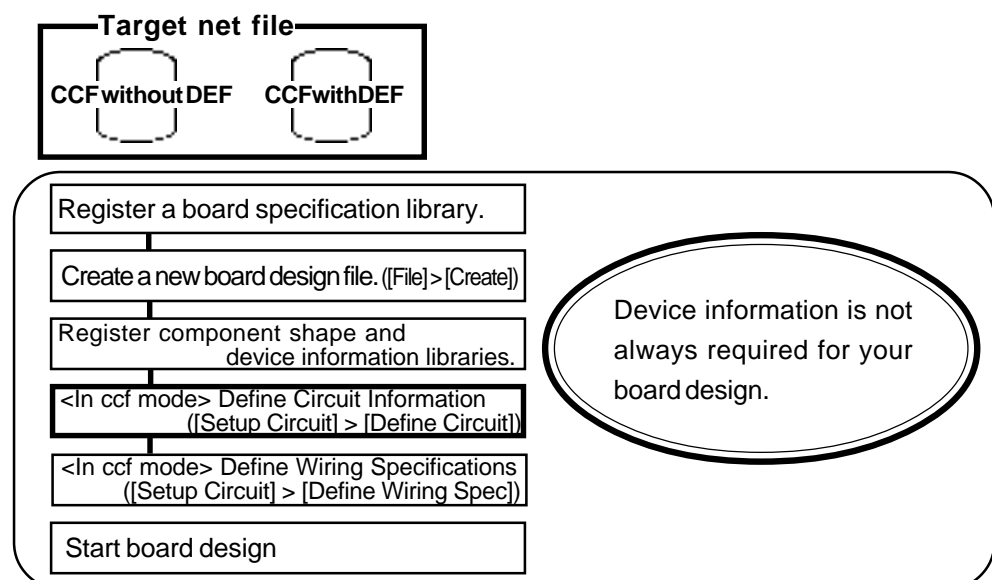 Target net file
CCF without DEF
CCFwithDEF
Register a board specification library.
Create a new board design file. ([File] > [Create])
Register component shape and
device information libraries.
<In ccf mode> Define Circuit Information
([Setup Circuit] > [Define Circuit])
<In ccf mode> Define Wiring Specifications
([Setup Circuit] > [Define Wiring Spec])
Start board design
Device information is not
always required for your
board design.